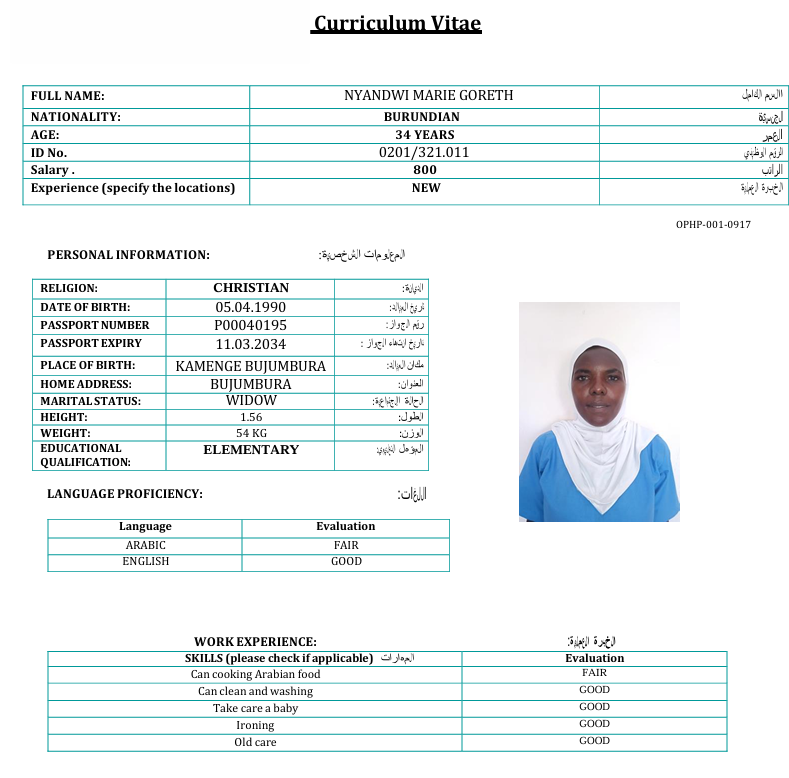 Curriculum Vitae
FULL NAME: NYANDWI MARIE GORETH الاسم الكامل
NATIONALITY: BURUNDIAN الجنسية
AGE: 34 YEARS العمر
ID No. 0201/321.011 الرقم الوظيفي
Salary . 800 الراتب
Experience (specify the locations) NEW الخبرة العملية
OPHP-001-0917
PERSONAL INFORMATION: المعلومات الشخصية:
RELIGION: CHRISTIAN الديانة:
DATE OF BIRTH: 05.04.1990 تاريخ الميلاد:
PASSPORT NUMBER P00040195 رقم الجواز:
PASSPORT EXPIRY 11.03.2034 تاريخ انتهاء الجواز :
PLACE OF BIRTH: KAMENGE BUJUMBURA مكان الميلاد:
HOME ADDRESS: BUJUMBURA العنوان:
MARITAL STATUS: WIDOW الحالة الاجتماعية:
HEIGHT: 1.56 الطول:
WEIGHT: 54 KG الوزن:
EDUCATIONAL QUALIFICATION: ELEMENTARY المؤهل التعليمي:
LANGUAGE PROFICIENCY: اللغات:
Language Evaluation
ARABIC FAIR
ENGLISH GOOD
WORK EXPERIENCE: الخبرة العملية:
SKILLS (please check if applicable) المهارات Evaluation
Can cooking Arabian food FAIR
Can clean and washing GOOD
Take care a baby GOOD
Ironing GOOD
Old care GOOD